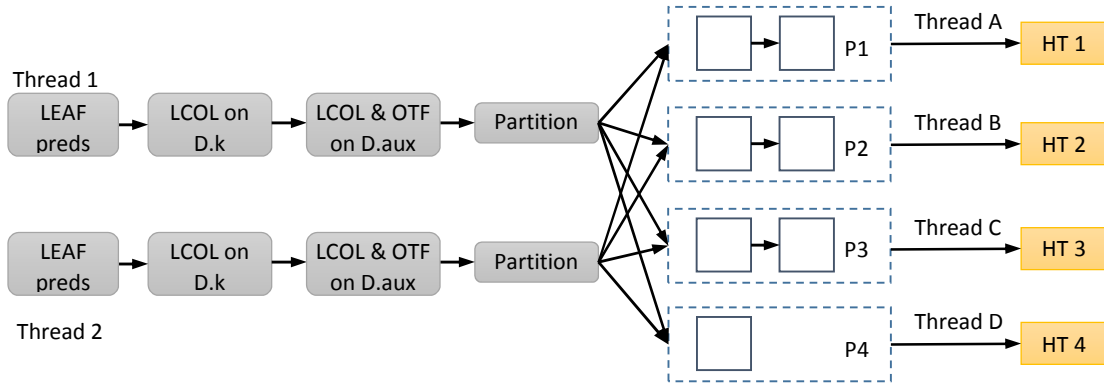 Thread 1
LEAF
preds
LCOL on
D.k
LCOL & OTF
on D.aux
Partition
P1
Thread A
HT 1
P2
Thread B
HT 2
LEAF
preds
LCOL on
D.k
LCOL & OTF
on D.aux
Partition
P3
Thread C
HT 3
Thread 2
P4
Thread D
HT 4